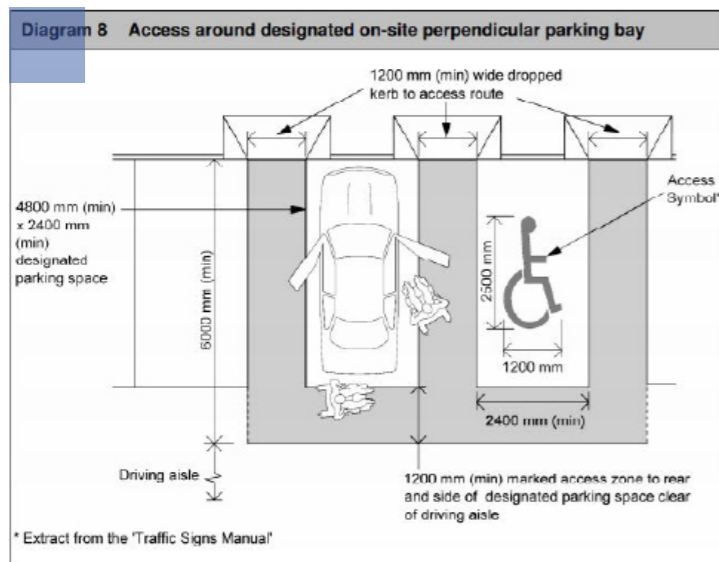 Diagram 8 Access around designated on-site perpendicular parking bay
1200 mm (min) wide dropped
kerb to access route
4800 mm (min)
x 2400 mm
(min)
designated
parking space
6000 mm (min)
Access
Symbol*
2500 mm
1200 mm
2400 mm (min)
Driving aisle
1200 mm (min) marked access zone to rear
and side of designated parking space clear
of driving aisle
* Extract from the 'Traffic Signs Manual'